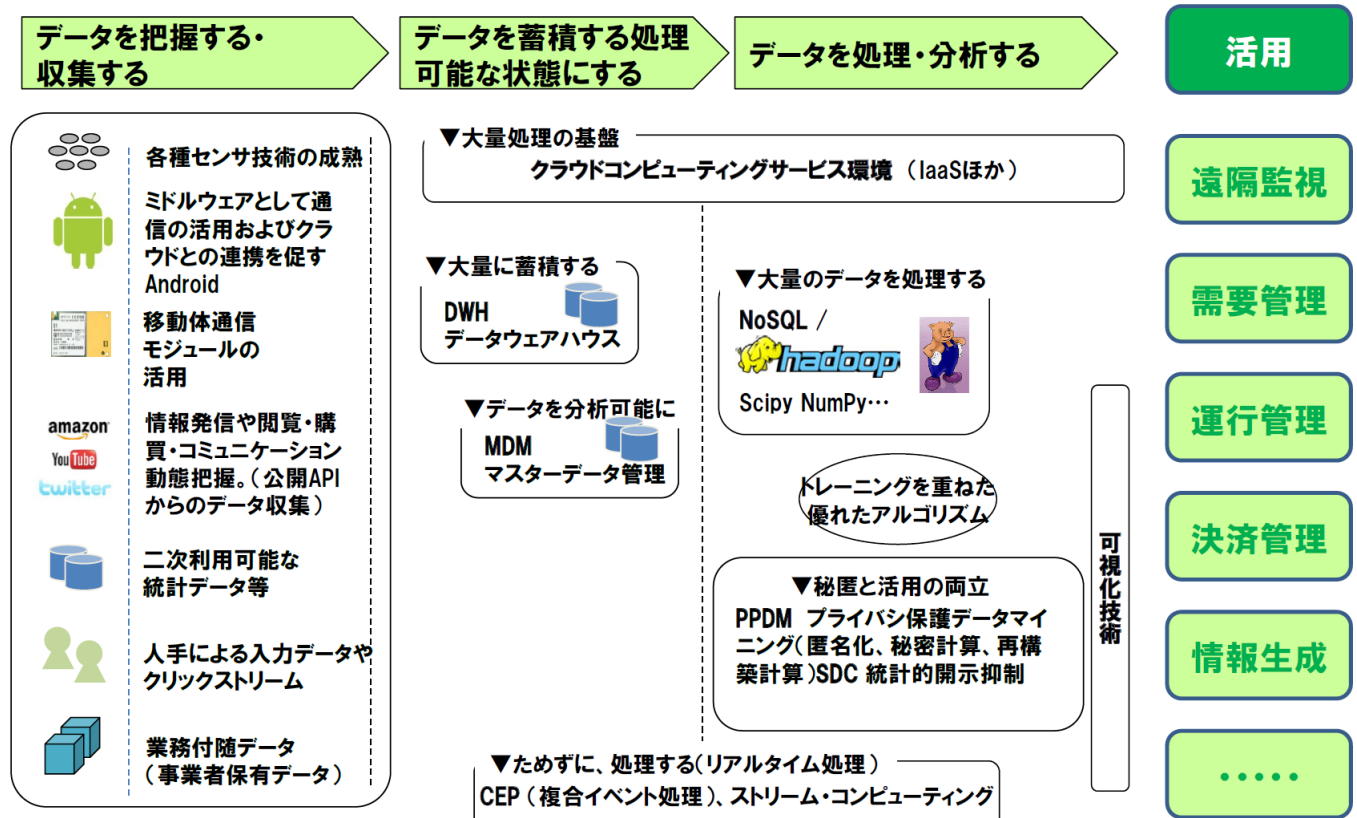 データを把握する・
収集する
データを蓄積する処理
可能な状態にする
データを処理・分析する
活用
各種センサ技術の成熟
ミドルウェアとして通
信の活用およびクラ
ウドとの連携を促す
Android
移動体通信
モジュールの
活用
amazon
You Tube
twitter
情報発信や閲覧・購
買・コミュニケーション
動態把握。（公開API
からのデータ収集）
二次利用可能な
統計データ等
人手による入力データや
クリックストリーム
業務付随データ
（事業者保有データ）
▼大量処理の基盤
クラウドコンピューティングサービス環境（IaaSほか）
▼大量に蓄積する
DWH
データウェアハウス
▼データを分析可能に
MDM
マスターデータ管理
▼大量のデータを処理する
NoSQL /
hadoop
Scipy NumPy…
トレーニングを重ねた
優れたアルゴリズム
▼秘匿と活用の両立
PPDM プライバシ保護データマイ
ニング（匿名化、秘密計算、再構
築計算）SDC 統計的開示抑制
▼ためずに、処理する（リアルタイム処理）
CEP（複合イベント処理）、ストリーム・コンピューティング
可視化技術
遠隔監視
需要管理
運行管理
決済管理
情報生成
・・・・・